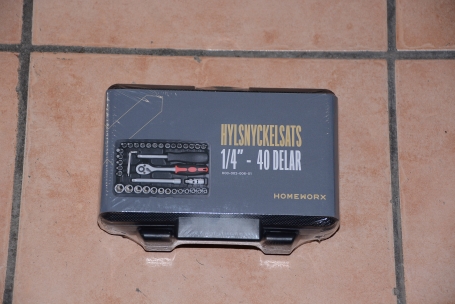 HYLSNYCKELSATS
1/4" - 40 DELAR
HOMEWORX